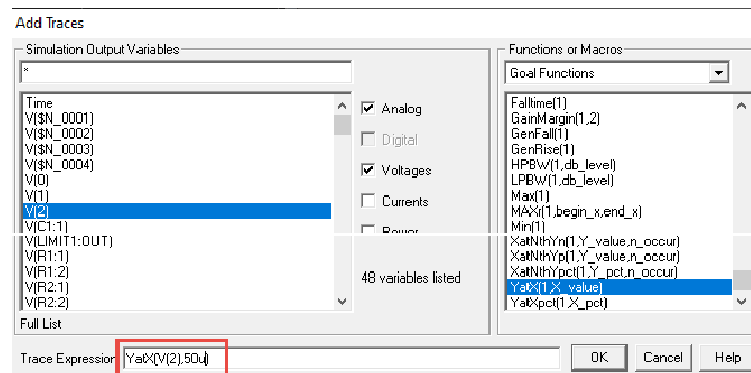 Add Traces
Simulation Output Variables
*
Time
V($N_0001)
V($N_0002)
V($N_0003)
V($N_0004)
V(0)
V(1)
V(2)
V(C1:1)
V(LIMIT1:OUT)
V(R1:1)
V(R1:2)
V(R2:1)
V(R2:2)
Full List
Analog
Digital
Voltages
Currents
Power
48 variables listed
Functions or Macros
Goal Functions
Falltime(1)
GainMargin(1,2)
GenFall(1)
GenRise(1)
HPBW(1,db_level)
LPBW(1,db_level)
Max(1)
MAXr(1,begin_x,end_x)
Min(1)
XatNthYn(1,Y_value,n_occur)
XatNthYp(1,Y_value,n_occur)
XatNthYpct(1,Y_pct,n_occur)
YatX(1,X_value)
YatXpct(1,X_pct)
Trace Expression: YatX(V(2),50u)
OK
Cancel
Help